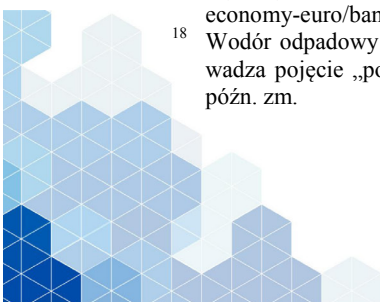 economy-euro/ban
18 Wodór odpadowy
wadza pojęcie „po
późn. zm.